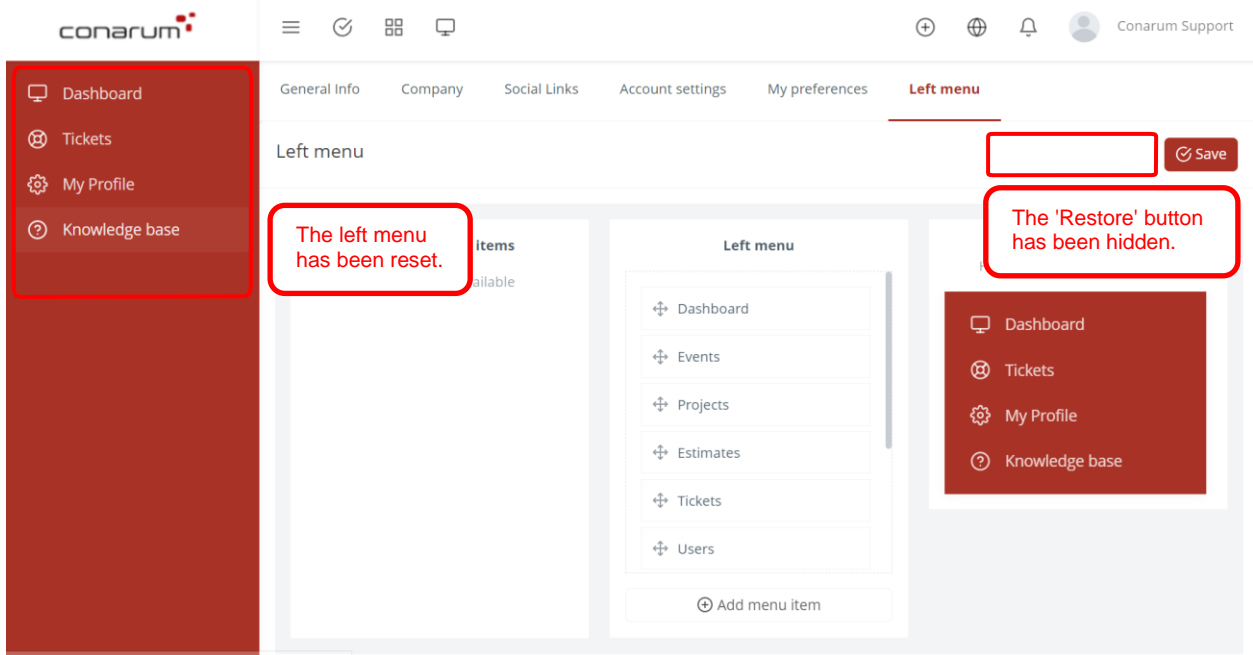 conarum
Conarum Support
Dashboard
Tickets
My Profile
Knowledge base
General Info
Company
Social Links
Account settings
My preferences
Left menu
Left menu
Save
The left menu
has been reset.
items
Left menu
Dashboard
Events
Projects
Estimates
Tickets
Users
Add menu item
The 'Restore' button
has been hidden.
Dashboard
Tickets
My Profile
Knowledge base